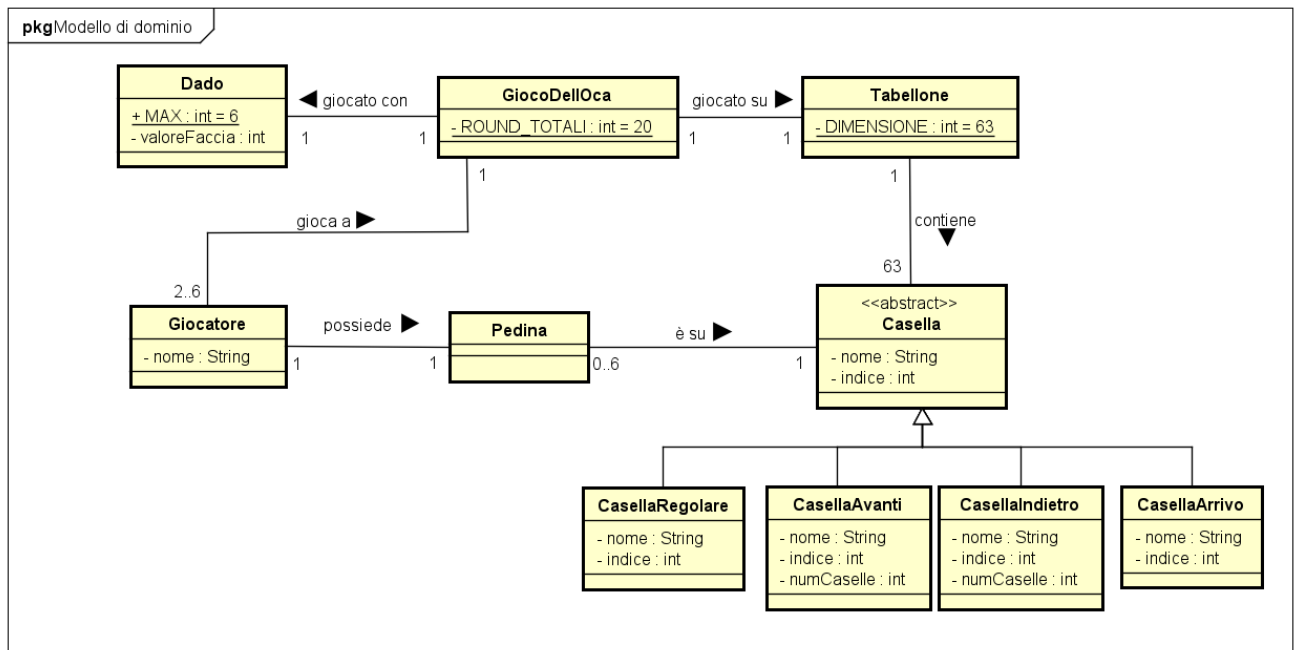 pkg Modello di dominio
Dado
+ MAX : int = 6
- valoreFaccia : int
giocato con
1
1
GiocoDellOca
- ROUND_TOTALI : int = 20
giocato su
1
1
Tabellone
- DIMENSIONE : int = 63
1
gioca a
1
contiene
63
2..6
Giocatore
- nome : String
possiede
1
1
Pedina
è su
0..6
1
<<abstract>>
Casella
- nome : String
- indice : int
CasellaRegolare
- nome : String
- indice : int
CasellaAvanti
- nome : String
- indice : int
- numCaselle : int
CasellaIndietro
- nome : String
- indice : int
- numCaselle : int
CasellaArrivo
- nome : String
- indice : int